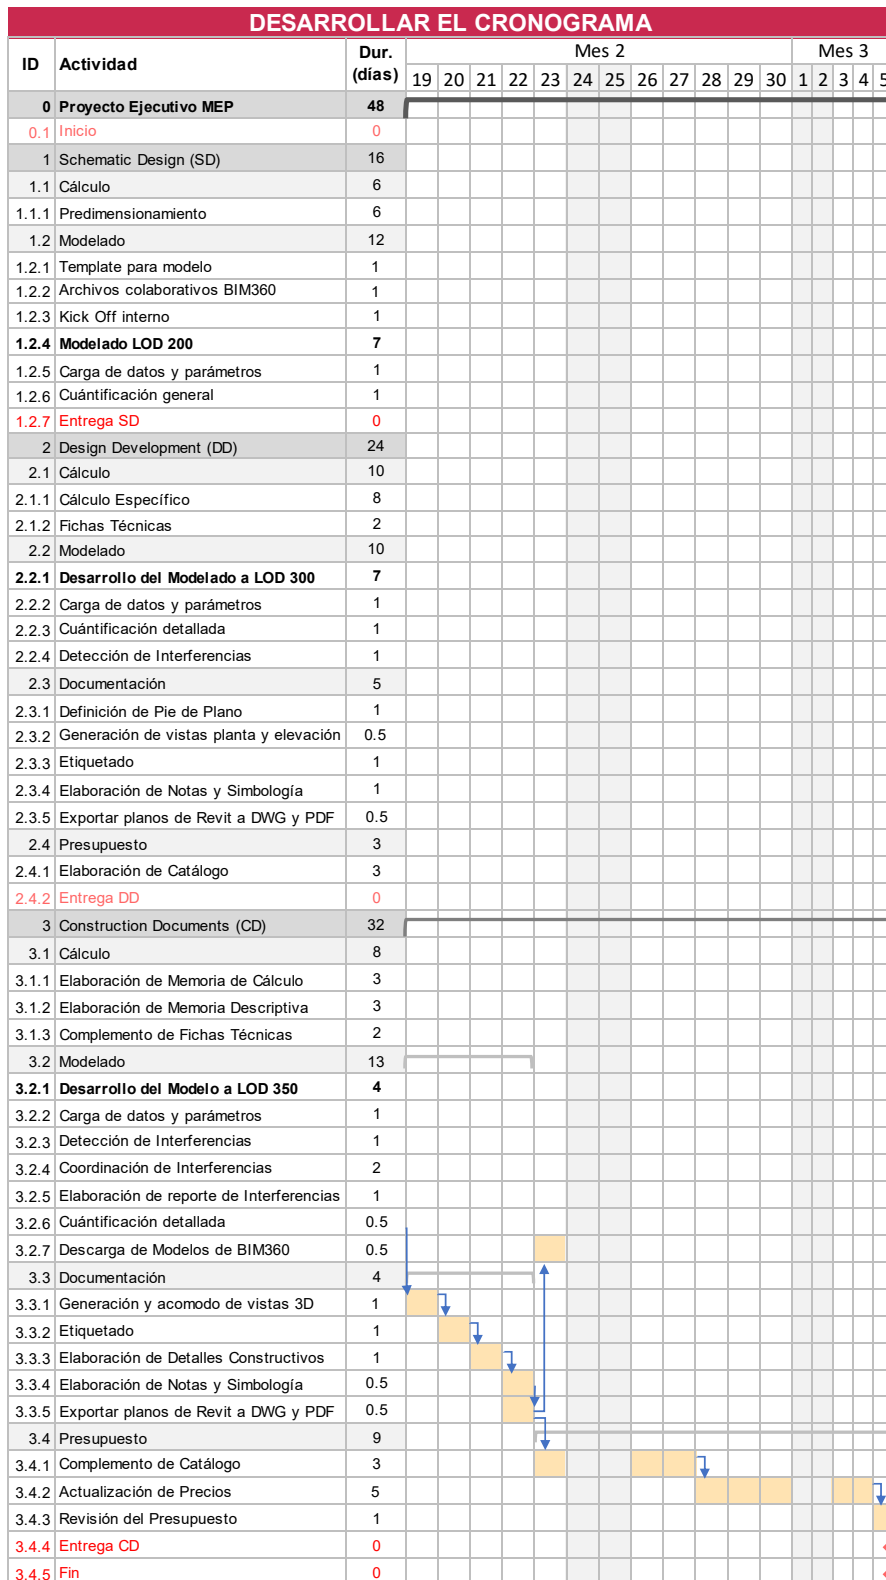 DESARROLLAR EL CRONOGRAMA
ID Actividad Dur. (días) Mes 2 Mes 3
19 20 21 22 23 24 25 26 27 28 29 30 1 2 3 4 5
0 Proyecto Ejecutivo MEP 48
0.1 Inicio 0
1 Schematic Design (SD) 16
1.1 Cálculo 6
1.1.1 Predimensionamiento 6
1.2 Modelado 12
1.2.1 Template para modelo 1
1.2.2 Archivos colaborativos BIM360 1
1.2.3 Kick Off interno 1
1.2.4 Modelado LOD 200 7
1.2.5 Carga de datos y parámetros 1
1.2.6 Cuántificación general 1
1.2.7 Entrega SD 0
2 Design Development (DD) 24
2.1 Cálculo 10
2.1.1 Cálculo Específico 8
2.1.2 Fichas Técnicas 2
2.2 Modelado 10
2.2.1 Desarrollo del Modelado a LOD 300 7
2.2.2 Carga de datos y parámetros 1
2.2.3 Cuántificación detallada 1
2.2.4 Detección de Interferencias 1
2.3 Documentación 5
2.3.1 Definición de Pie de Plano 1
2.3.2 Generación de vistas planta y elevación 0.5
2.3.3 Etiquetado 1
2.3.4 Elaboración de Notas y Simbología 1
2.3.5 Exportar planos de Revit a DWG y PDF 0.5
2.4 Presupuesto 3
2.4.1 Elaboración de Catálogo 3
2.4.2 Entrega DD 0
3 Construction Documents (CD) 32
3.1 Cálculo 8
3.1.1 Elaboración de Memoria de Cálculo 3
3.1.2 Elaboración de Memoria Descriptiva 3
3.1.3 Complemento de Fichas Técnicas 2
3.2 Modelado 13
3.2.1 Desarrollo del Modelo a LOD 350 4
3.2.2 Carga de datos y parámetros 1
3.2.3 Detección de Interferencias 1
3.2.4 Coordinación de Interferencias 2
3.2.5 Elaboración de reporte de Interferencias 1
3.2.6 Cuántificación detallada 0.5
3.2.7 Descarga de Modelos de BIM360 0.5
3.3 Documentación 4
3.3.1 Generación y acomodo de vistas 3D 1
3.3.2 Etiquetado 1
3.3.3 Elaboración de Detalles Constructivos 1
3.3.4 Elaboración de Notas y Simbología 0.5
3.3.5 Exportar planos de Revit a DWG y PDF 0.5
3.4 Presupuesto 9
3.4.1 Complemento de Catálogo 3
3.4.2 Actualización de Precios 5
3.4.3 Revisión del Presupuesto 1
3.4.4 Entrega CD 0
3.4.5 Fin 0